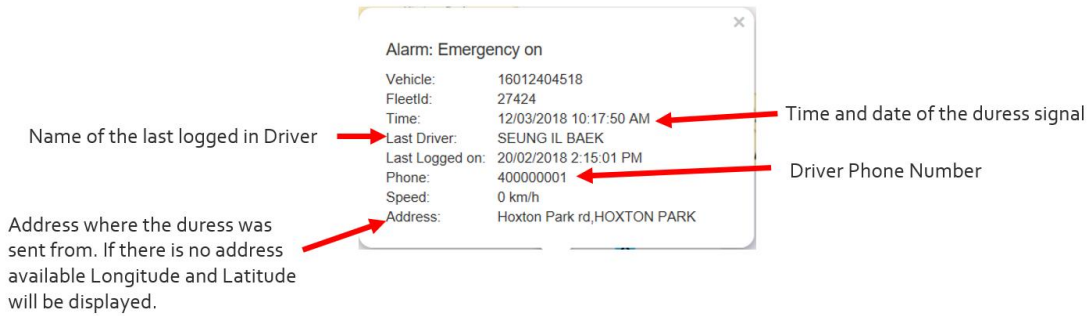 Alarm: Emergency on
Vehicle: 16012404518
FleetId: 27424
Time: 12/03/2018 10:17:50 AM
Last Driver: SEUNG IL BAEK
Last Logged on: 20/02/2018 2:15:01 PM
Phone: 400000001
Speed: 0 km/h
Address: Hoxton Park rd,HOXTON PARK
Name of the last logged in Driver
Address where the duress was
sent from. If there is no address
available Longitude and Latitude
will be displayed.
Time and date of the duress signal
Driver Phone Number